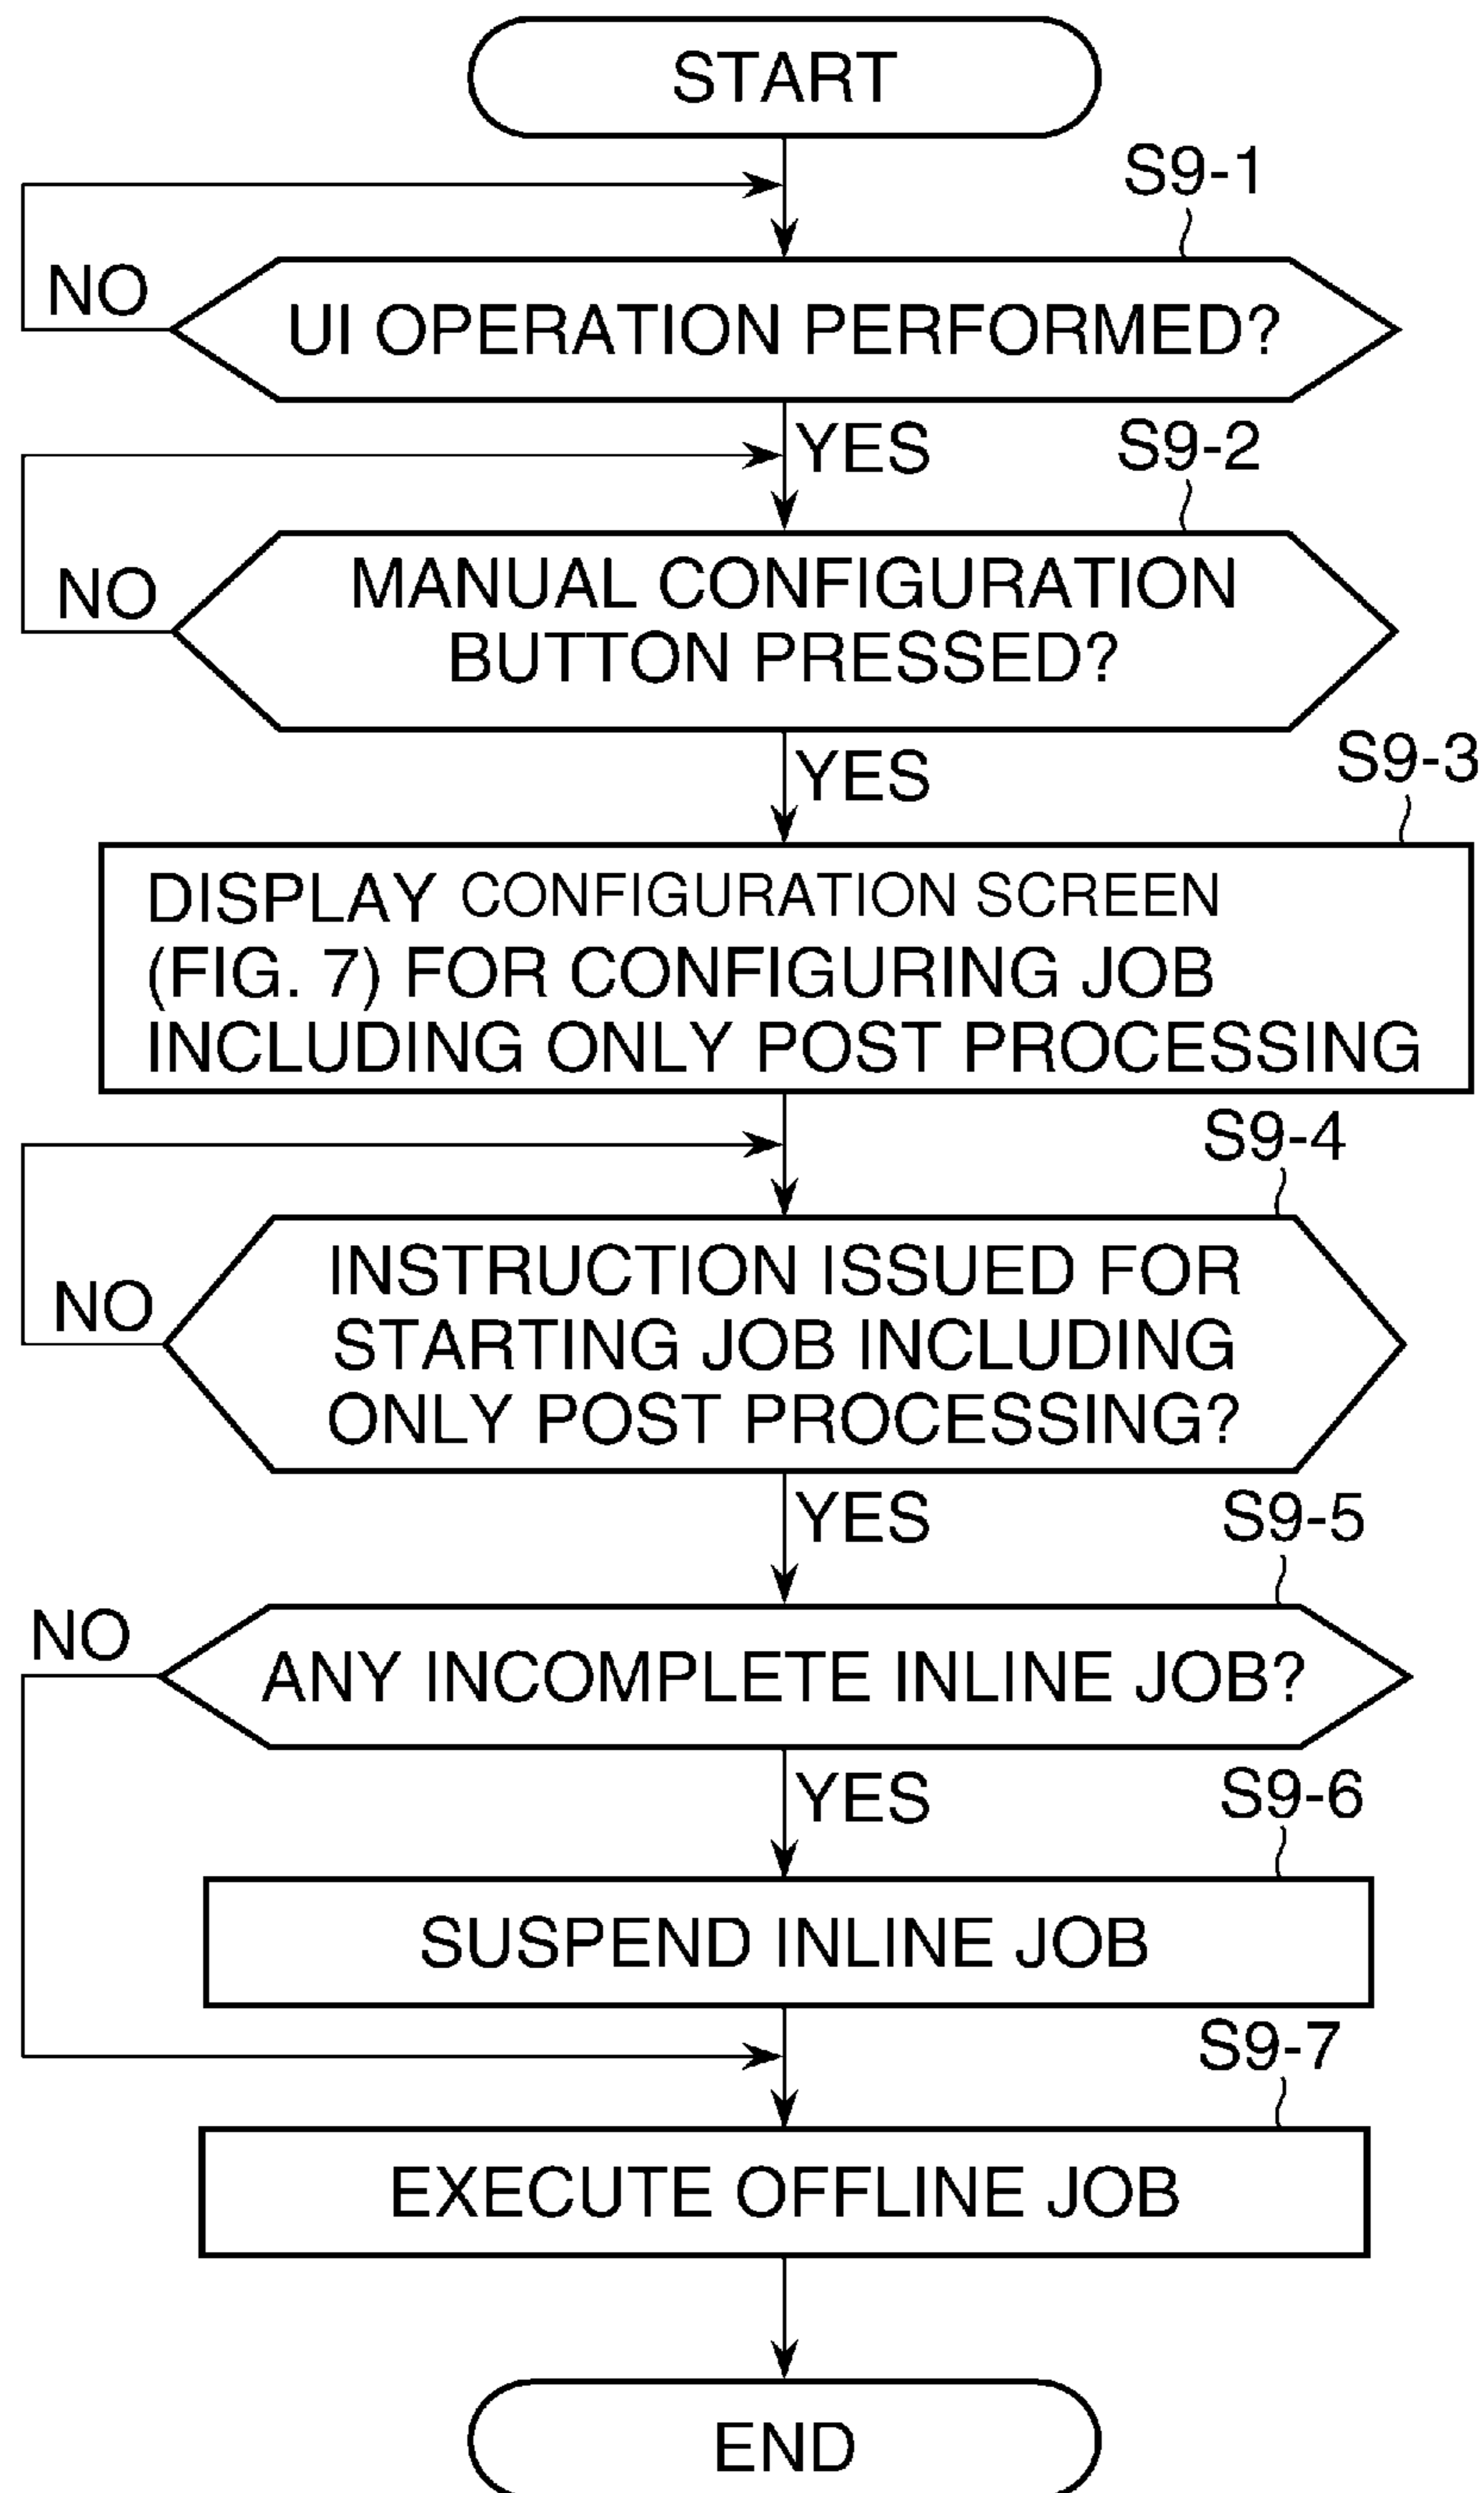 START
S9-1
NO
UI OPERATION PERFORMED?
YES
S9-2
NO
MANUAL CONFIGURATION
BUTTON PRESSED?
YES
S9-3
DISPLAY CONFIGURATION SCREEN
(FIG. 7) FOR CONFIGURING JOB
INCLUDING ONLY POST PROCESSING
S9-4
NO
INSTRUCTION ISSUED FOR
STARTING JOB INCLUDING
ONLY POST PROCESSING?
YES
S9-5
NO
ANY INCOMPLETE INLINE JOB?
YES
S9-6
SUSPEND INLINE JOB
S9-7
EXECUTE OFFLINE JOB
END